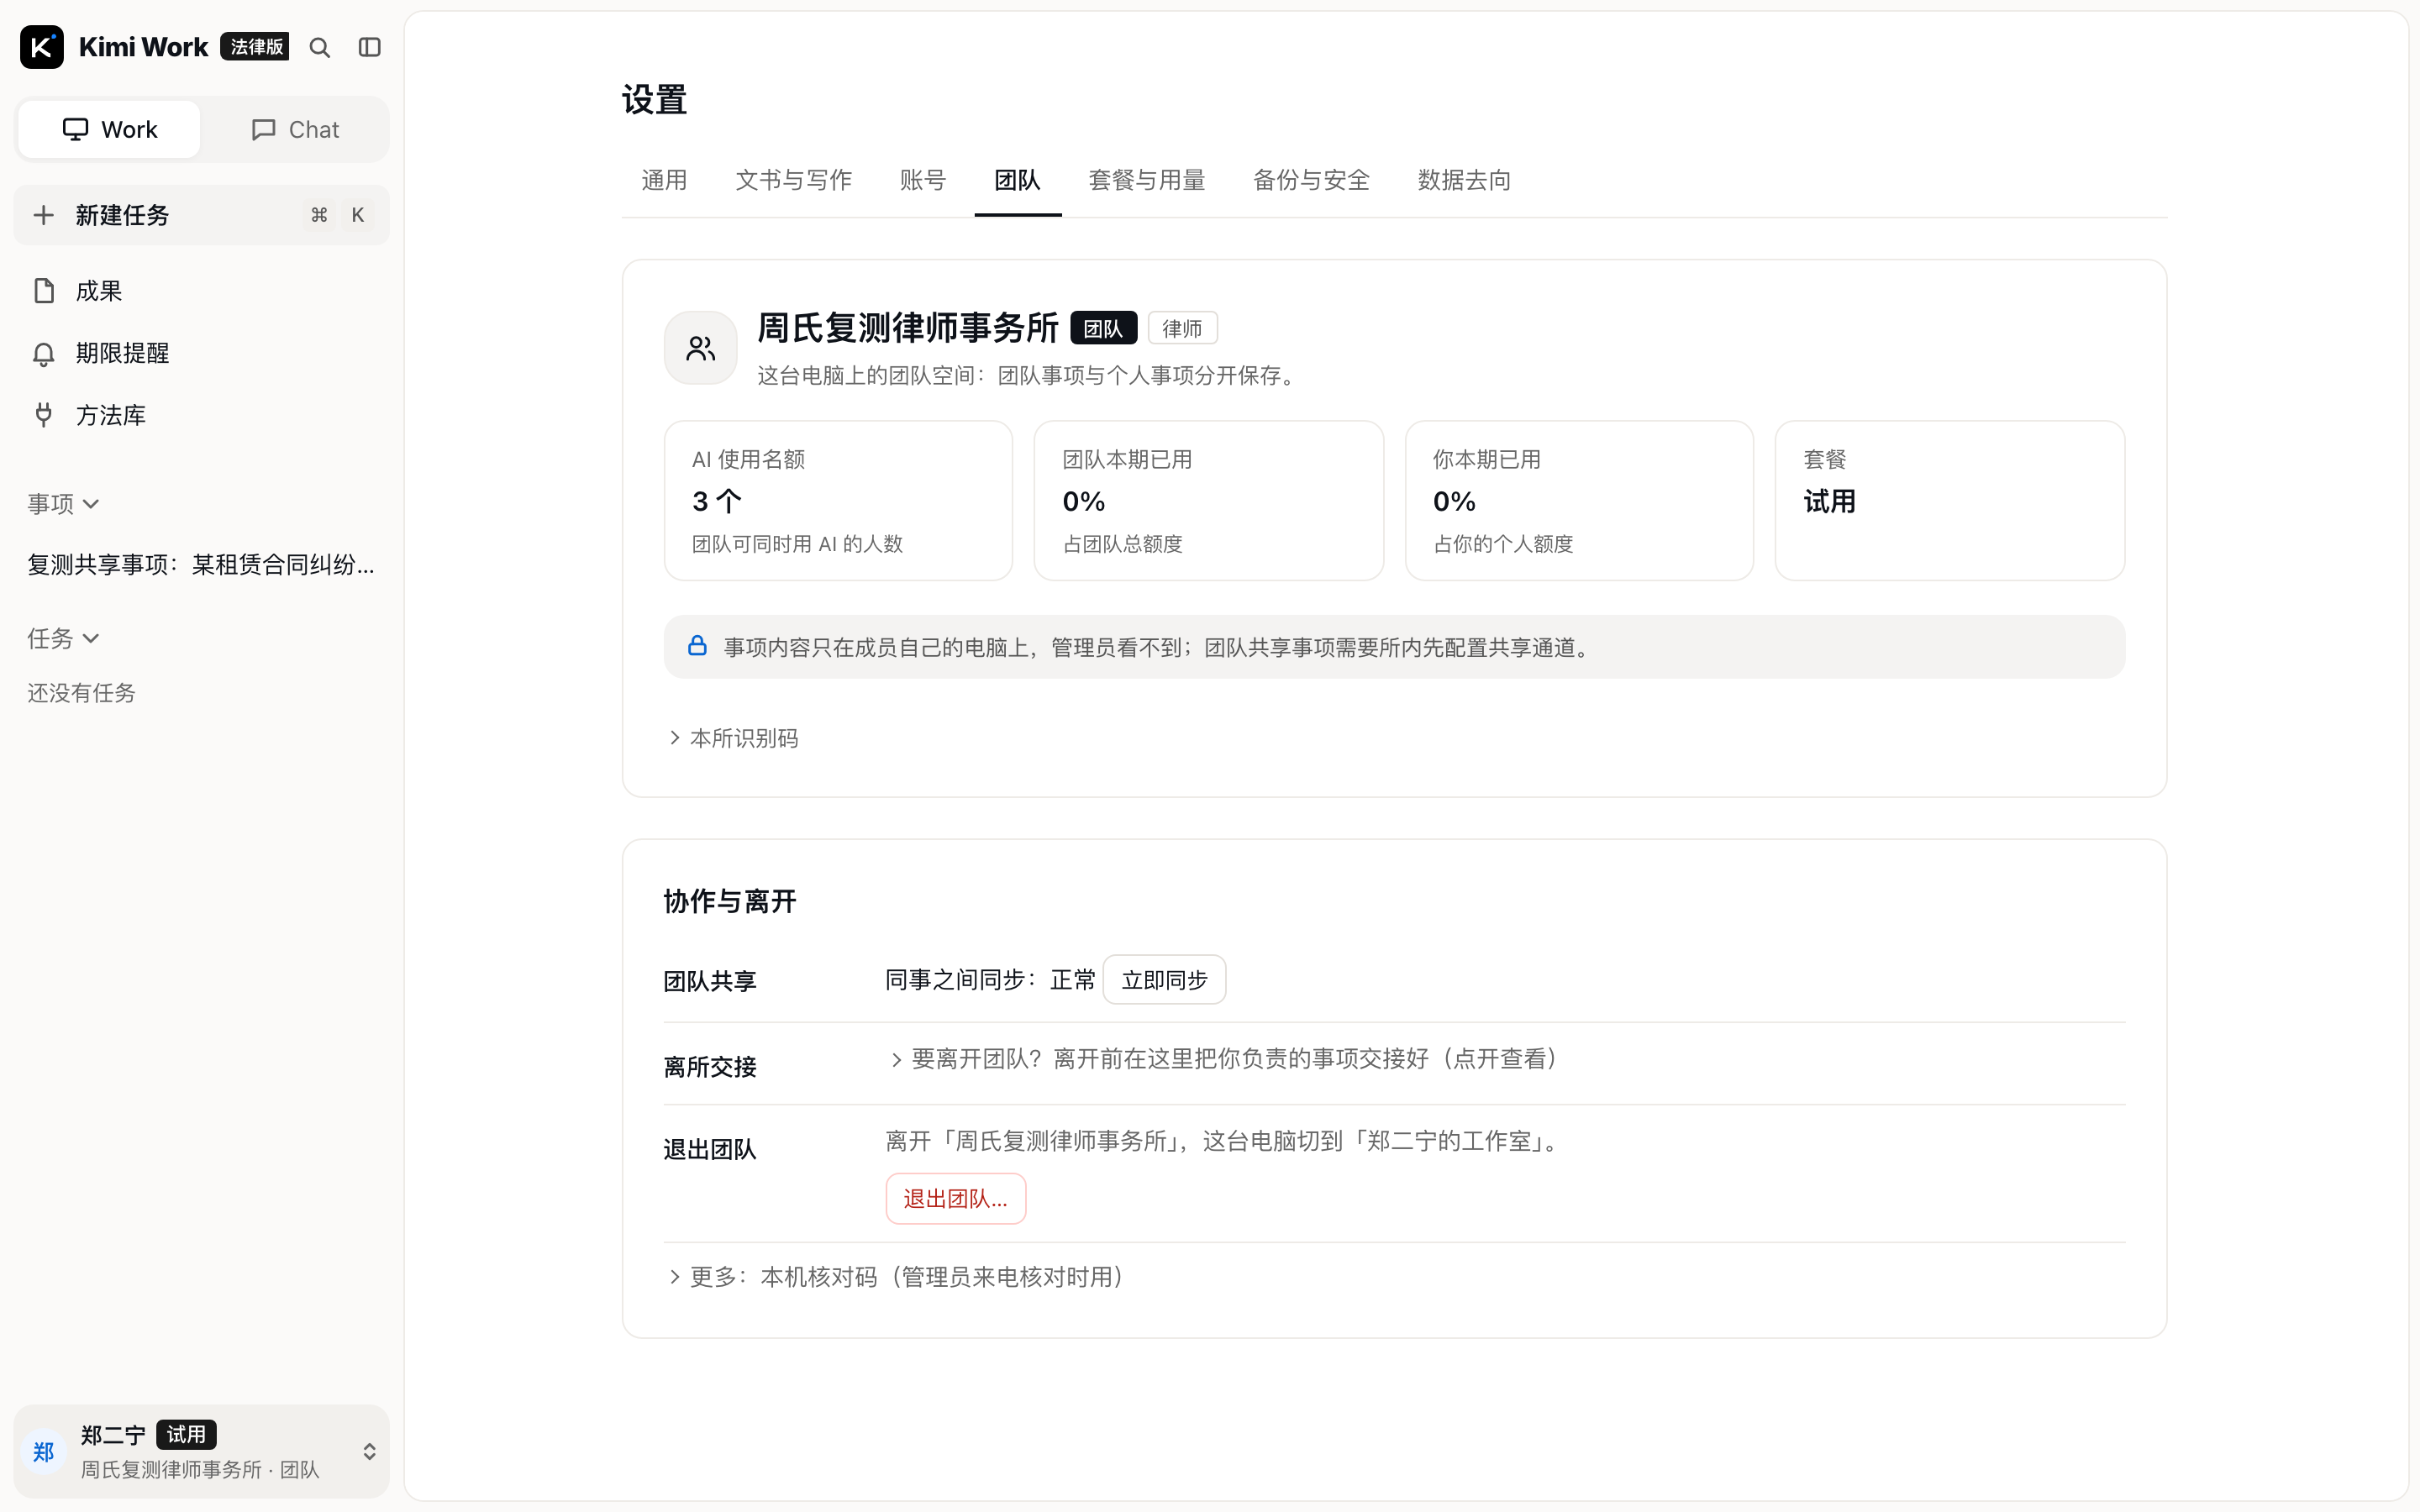 Kimi Work 法律版
Work
Chat
新建任务 ⌘ K
成果
期限提醒
方法库
事项
复测共享事项：某租赁合同纠纷...
任务
还没有任务
郑
郑二宁 试用
周氏复测律师事务所 · 团队
设置
通用 文书与写作 账号 团队 套餐与用量 备份与安全 数据去向
周氏复测律师事务所 团队 律师
这台电脑上的团队空间：团队事项与个人事项分开保存。
AI 使用名额
3 个
团队可同时用 AI 的人数
团队本期已用
0%
占团队总额度
你本期已用
0%
占你的个人额度
套餐
试用
事项内容只在成员自己的电脑上，管理员看不到；团队共享事项需要所内先配置共享通道。
本所识别码
协作与离开
团队共享 同事之间同步：正常 立即同步
离所交接 要离开团队？离开前在这里把你负责的事项交接好（点开查看）
退出团队 离开「周氏复测律师事务所」，这台电脑切到「郑二宁的工作室」。
退出团队...
更多：本机核对码（管理员来电核对时用）